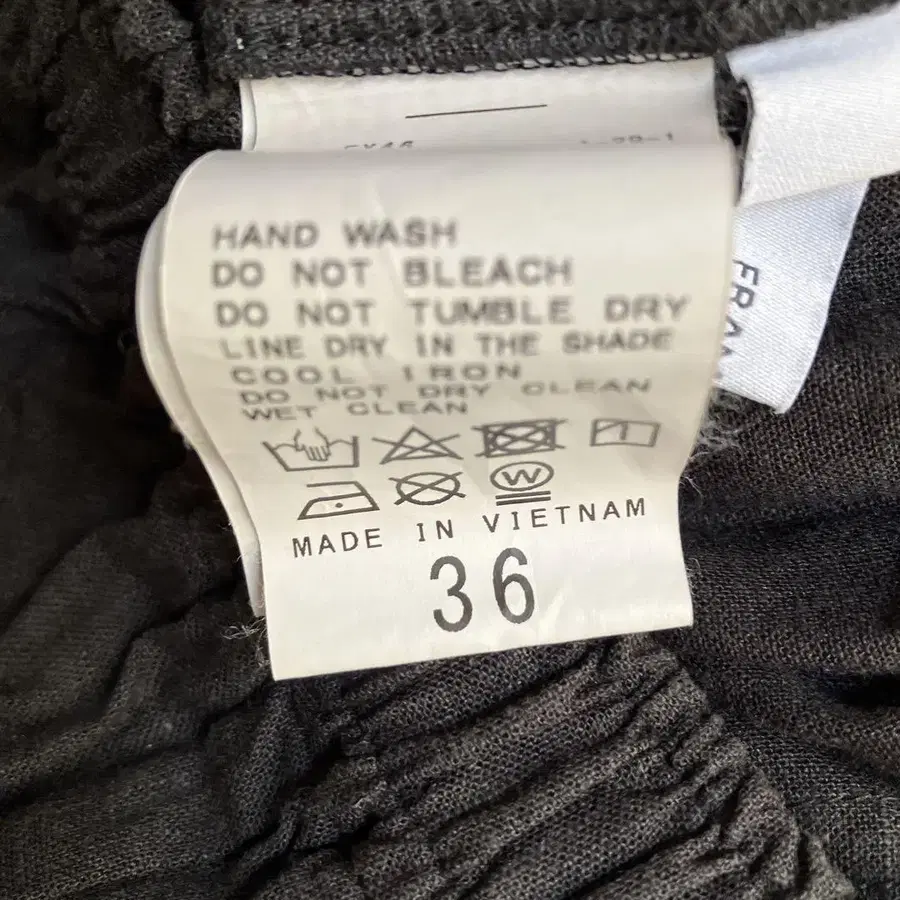 HAND WASH
DO NOT BLEACH
DO NOT TUMBLE DRY
LINE DRY IN THE SHADE
COOL IRON
DO NOT DRY CLEAN
WET CLEAN
W
MADE IN VIETNAM
36